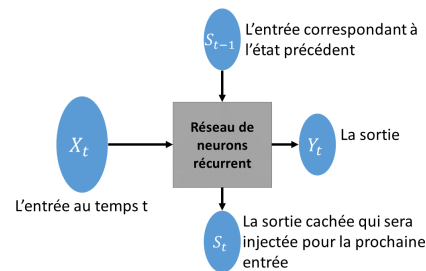 S_{t-1}
L'entrée correspondant à
l'état précédent
X_t
Réseau de
neurons
récurrent
Y_t
La sortie
L'entrée au temps t
S_t
La sortie cachée qui sera
injectée pour la prochaine
entrée